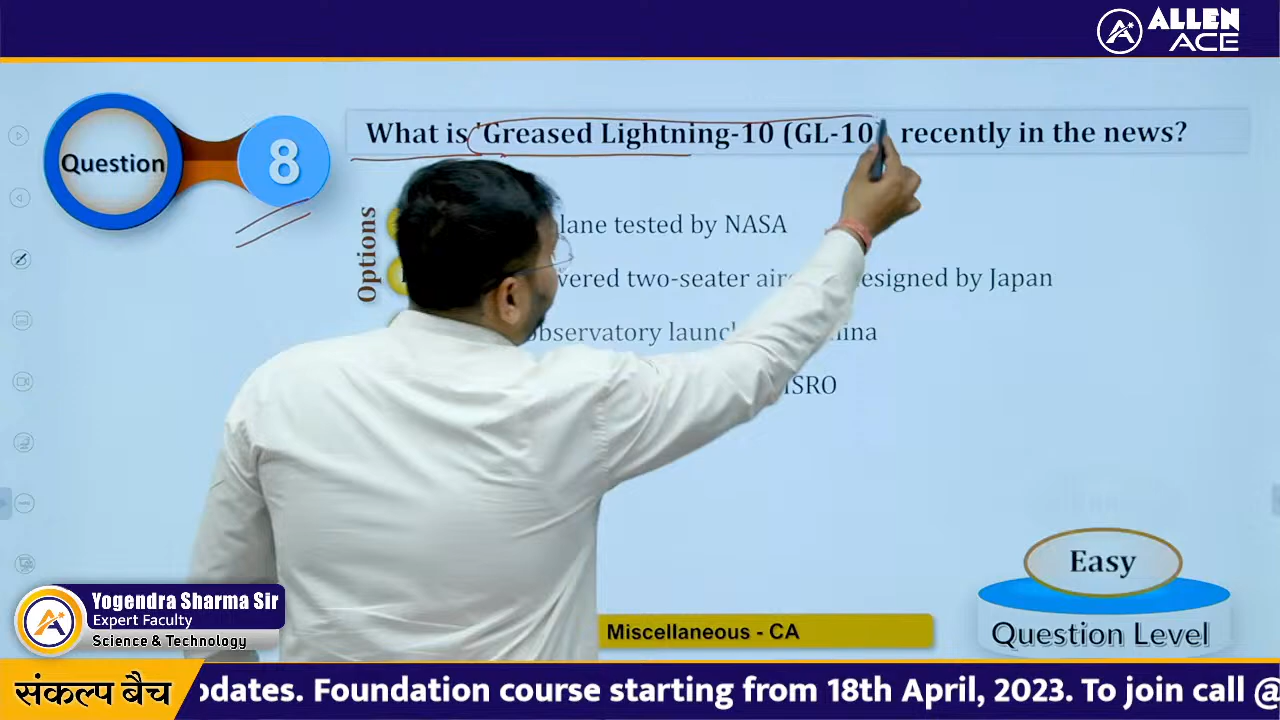 ALLEN
ACE
Question
8
What is 'Greased Lightning-10 (GL-10) recently in the news?
Options
lane tested by NASA
vered two-seater air designed by Japan
observatory launc ina
ISRO
Easy
Question Level
Miscellaneous - CA
Yogendra Sharma Sir
Expert Faculty
Science & Technology
संकल्प बैच
pdates. Foundation course starting from 18th April, 2023. To join call @